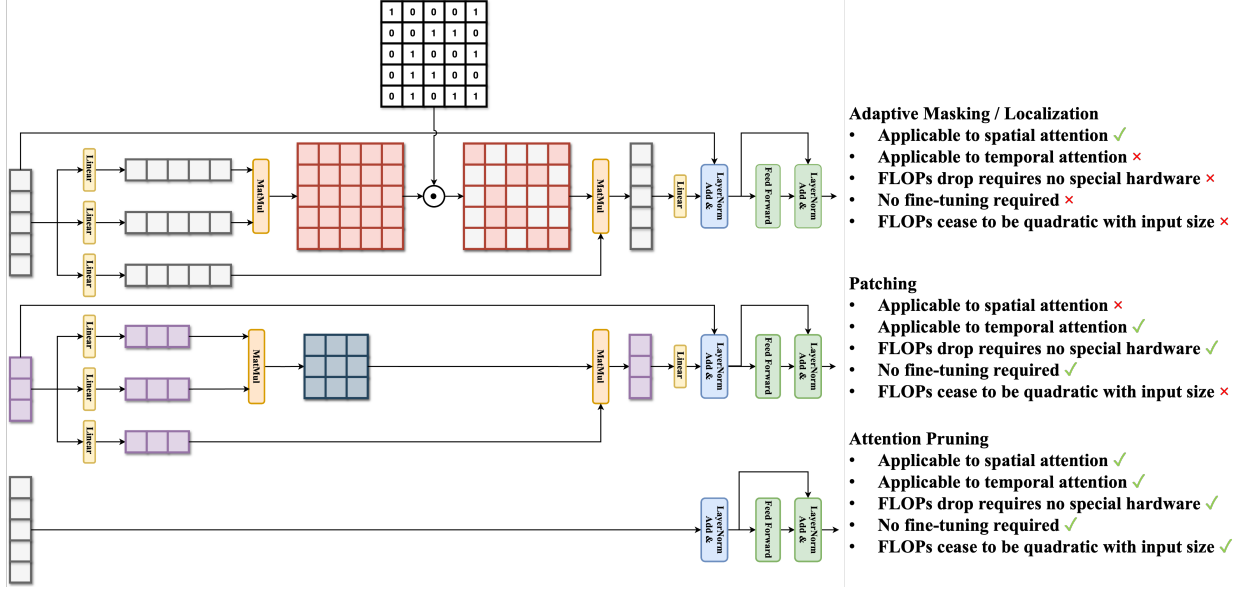 1 0 0 0 1
0 0 1 1 0
0 1 0 0 1
0 1 1 0 0
0 1 0 1 1
Linear
Linear
Linear
MatMul
MatMul
Linear
Add &
LayerNorm
Feed Forward
Add &
LayerNorm
Adaptive Masking / Localization
• Applicable to spatial attention ✓
• Applicable to temporal attention ×
• FLOPs drop requires no special hardware ×
• No fine-tuning required ×
• FLOPs cease to be quadratic with input size ×
Linear
Linear
Linear
MatMul
MatMul
Linear
Add &
LayerNorm
Feed Forward
Add &
LayerNorm
Patching
• Applicable to spatial attention ×
• Applicable to temporal attention ✓
• FLOPs drop requires no special hardware ✓
• No fine-tuning required ✓
• FLOPs cease to be quadratic with input size ×
Add &
LayerNorm
Feed Forward
Add &
LayerNorm
Attention Pruning
• Applicable to spatial attention ✓
• Applicable to temporal attention ✓
• FLOPs drop requires no special hardware ✓
• No fine-tuning required ✓
• FLOPs cease to be quadratic with input size ✓